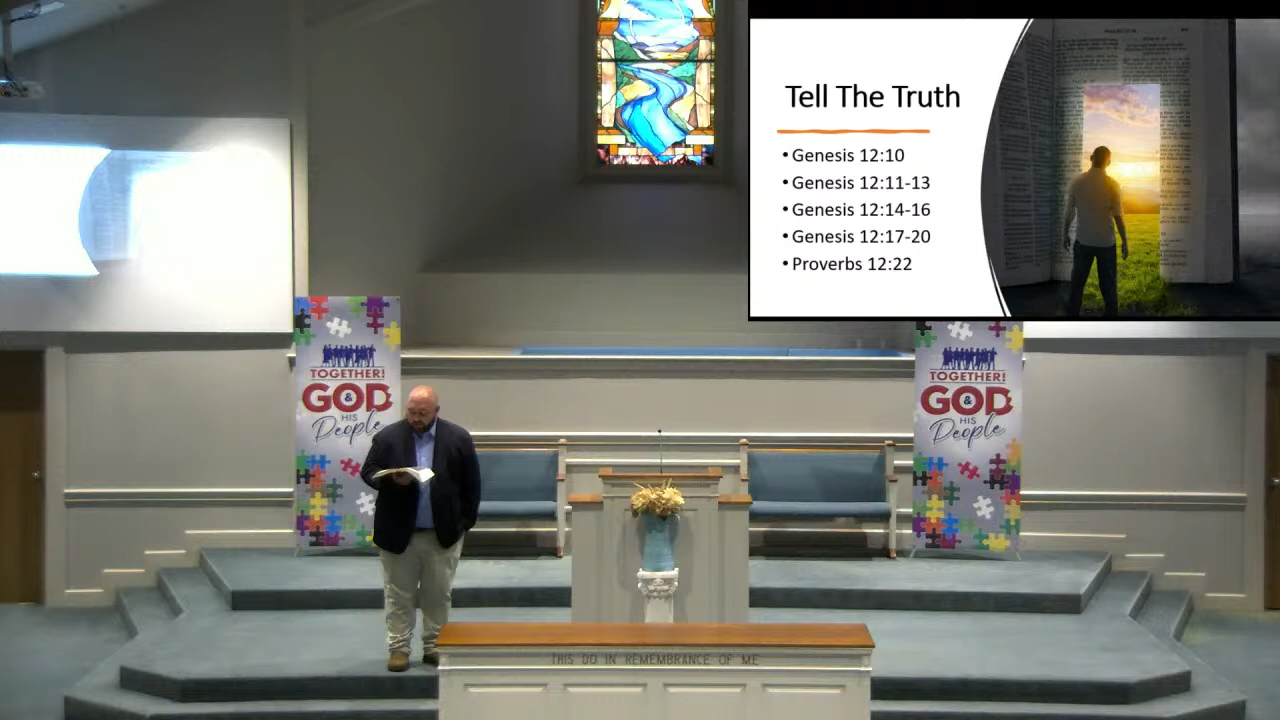 Tell The Truth
• Genesis 12:10
• Genesis 12:11-13
• Genesis 12:14-16
• Genesis 12:17-20
• Proverbs 12:22
TOGETHER!
GOD
&
HIS
People
TOGETHER!
GOD
&
HIS
People
THIS DO IN REMEMBRANCE OF ME